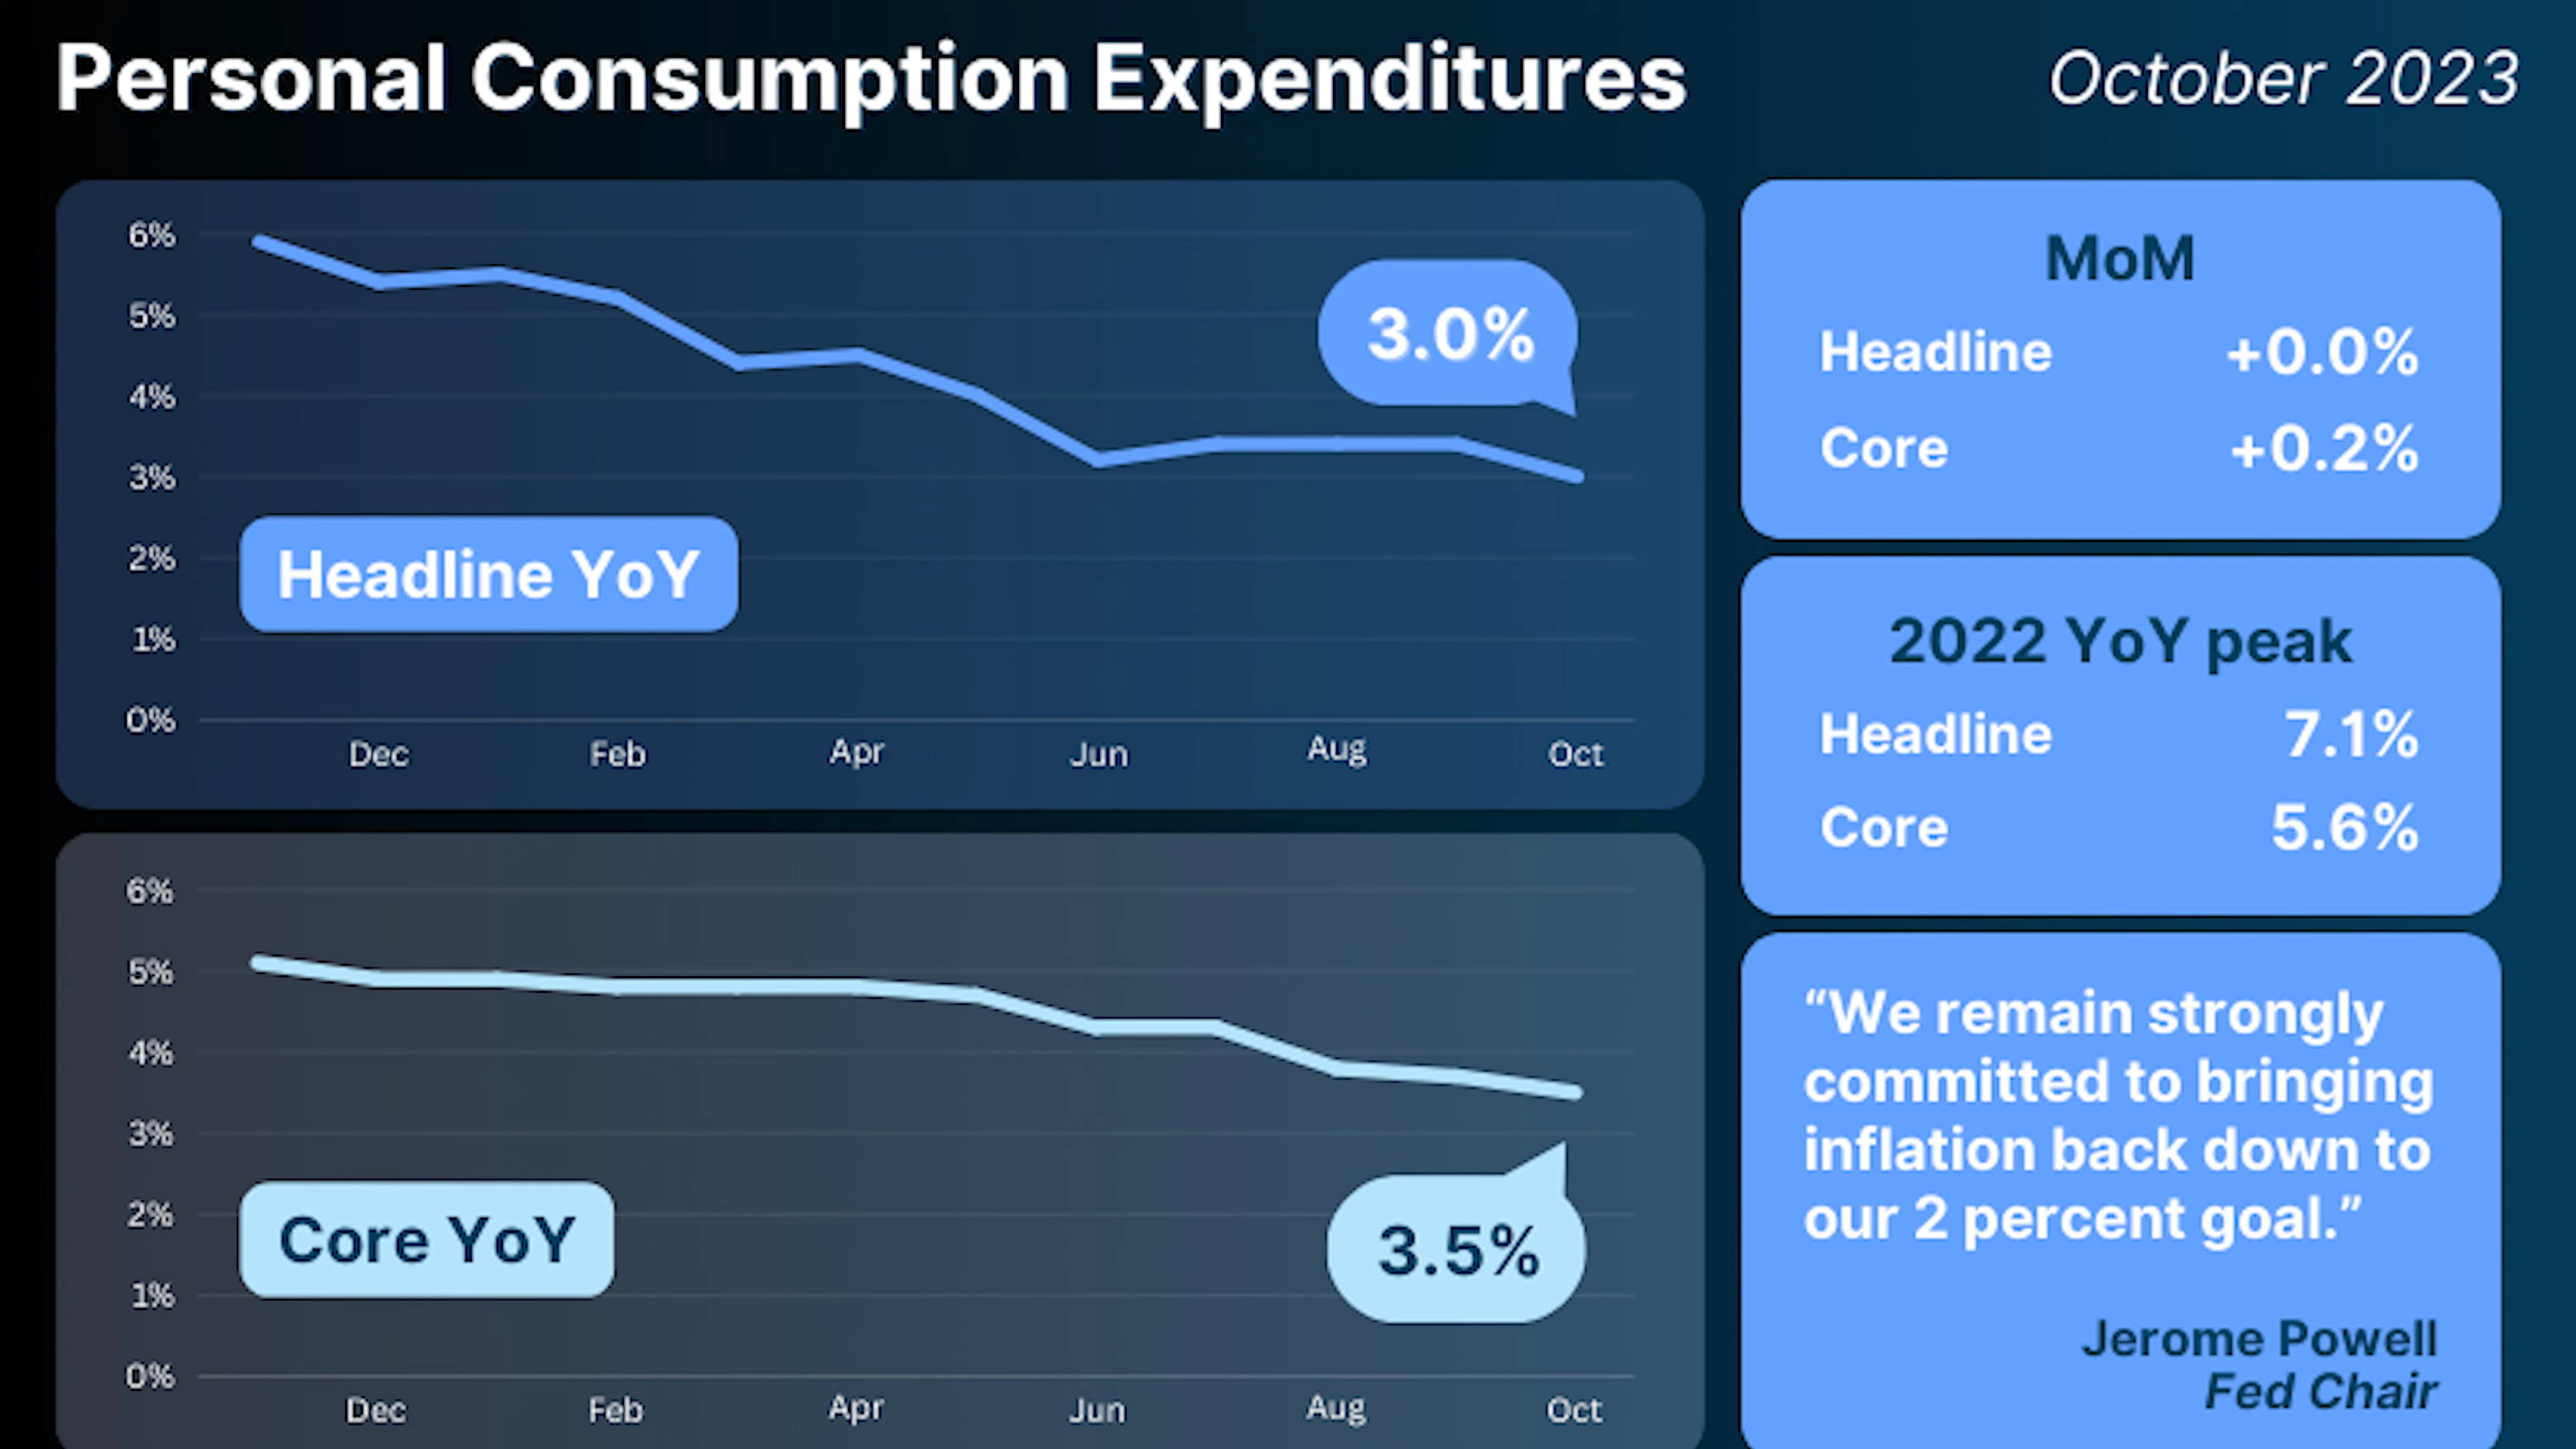 Personal Consumption Expenditures
October 2023
6%
5%
4%
3%
2%
1%
0%
3.0%
Headline YoY
Dec Feb Apr Jun Aug Oct
6%
5%
4%
3%
2%
1%
0%
Core YoY
3.5%
Dec Feb Apr Jun Aug Oct
MoM
Headline +0.0%
Core +0.2%
2022 YoY peak
Headline 7.1%
Core 5.6%
“We remain strongly
committed to bringing
inflation back down to
our 2 percent goal.”
Jerome Powell
Fed Chair